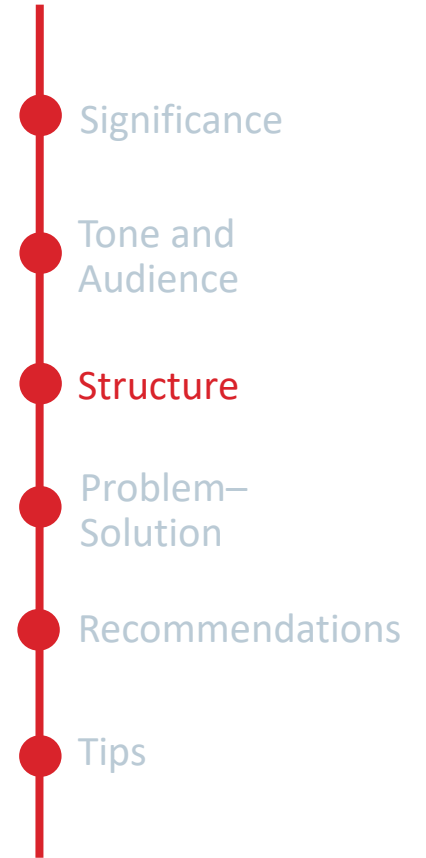 Significance
Tone and
Audience
Structure
Problem–
Solution
Recommendations
Tips